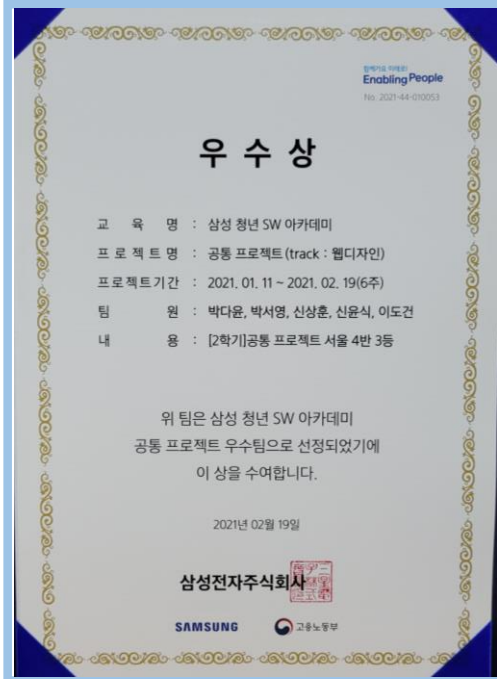 함께가요 미래로!
Enabling People
No. 2021-44-010053
우수상
교 육 명 : 삼성 청년 SW 아카데미
프로젝트명 : 공통 프로젝트(track : 웹디자인)
프로젝트기간 : 2021. 01. 11 ~ 2021. 02. 19(6주)
팀 원 : 박다윤, 박서영, 신상훈, 신윤식, 이도건
내 용 : [2학기]공통 프로젝트 서울 4반 3등
위 팀은 삼성 청년 SW 아카데미
공통 프로젝트 우수팀으로 선정되었기에
이 상을 수여합니다.
2021년 02월 19일
삼성전자주식회사
SAMSUNG 고용노동부